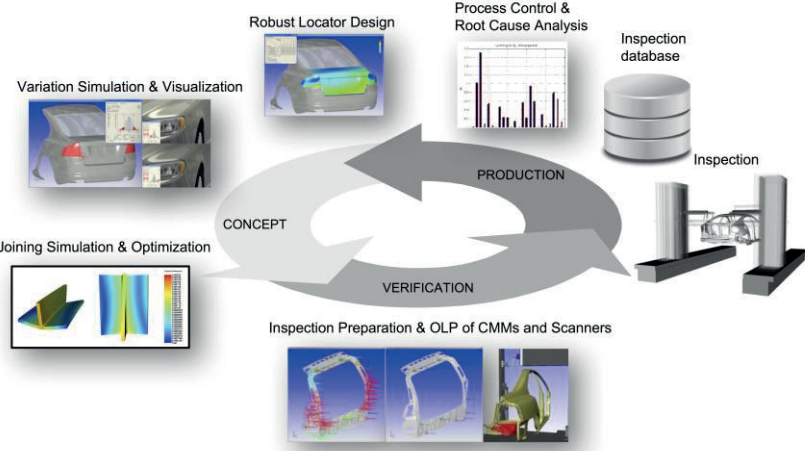 Robust Locator Design
Process Control &
Root Cause Analysis
Inspection
database
Variation Simulation & Visualization
Inspection
PRODUCTION
CONCEPT
Joining Simulation & Optimization
VERIFICATION
Inspection Preparation & OLP of CMMs and Scanners